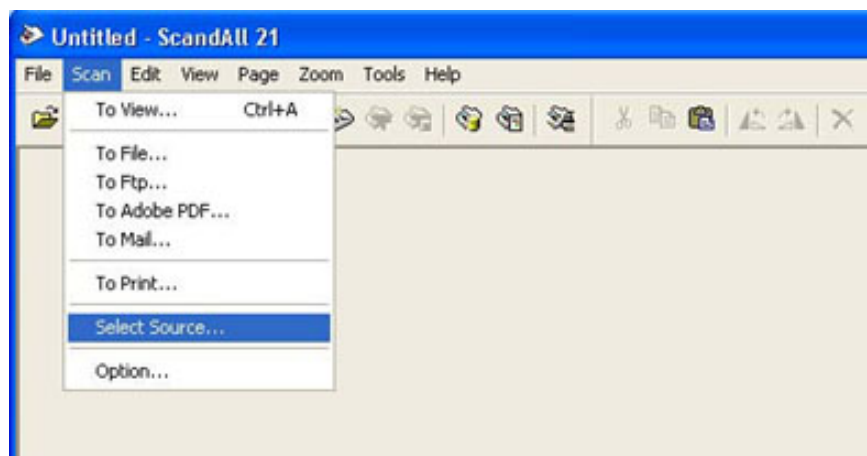 Untitled - ScandAll 21
File Scan Edit View Page Zoom Tools Help
To View... Ctrl+A
To File...
To Ftp...
To Adobe PDF...
To Mail...
To Print...
Select Source...
Option...